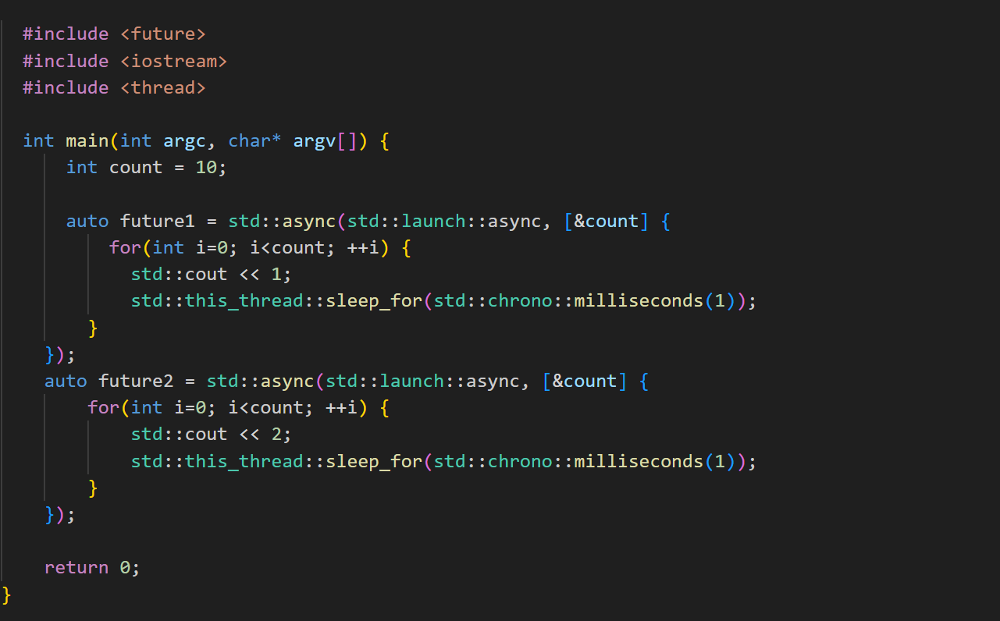 #include <future>
#include <iostream>
#include <thread>
int main(int argc, char* argv[]) {
int count = 10;
auto future1 = std::async(std::launch::async, [&count] {
for(int i=0; i<count; ++i) {
std::cout << 1;
std::this_thread::sleep_for(std::chrono::milliseconds(1));
}
});
auto future2 = std::async(std::launch::async, [&count] {
for(int i=0; i<count; ++i) {
std::cout << 2;
std::this_thread::sleep_for(std::chrono::milliseconds(1));
}
});
return 0;
}